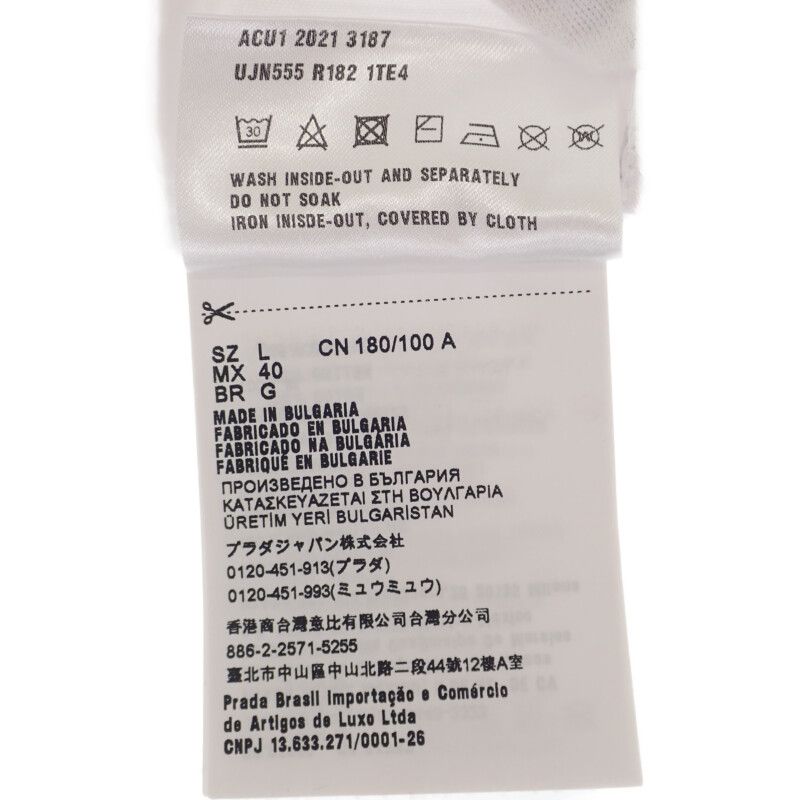 ACU1 2021 3187
UJN555 R182 1TE4
30
W
WASH INSIDE-OUT AND SEPARATELY
DO NOT SOAK
IRON INISDE-OUT, COVERED BY CLOTH
SZ L CN 180/100 A
MX 40
BR G
MADE IN BULGARIA
FABRICADO EN BULGARIA
FABRICADO NA BULGÁRIA
FABRIQUÉ EN BULGARIE
ПРОИЗВЕДЕНО В БЪЛГАРИЯ
ΚΑΤΑΣΚΕΥΑΖΕΤΑΙ ΣΤΗ ΒΟΥΛΓΑΡΙΑ
ÜRETİM YERİ BULGARİSTAN
プラダジャパン株式会社
0120-451-913(プラダ)
0120-451-993(ミュウミュウ)
香港商台灣意比有限公司台灣分公司
886-2-2571-5255
臺北市中山區中山北路二段44號12樓A室
Prada Brasil Importação e Comércio
de Artigos de Luxo Ltda
CNPJ 13.633.271/0001-26